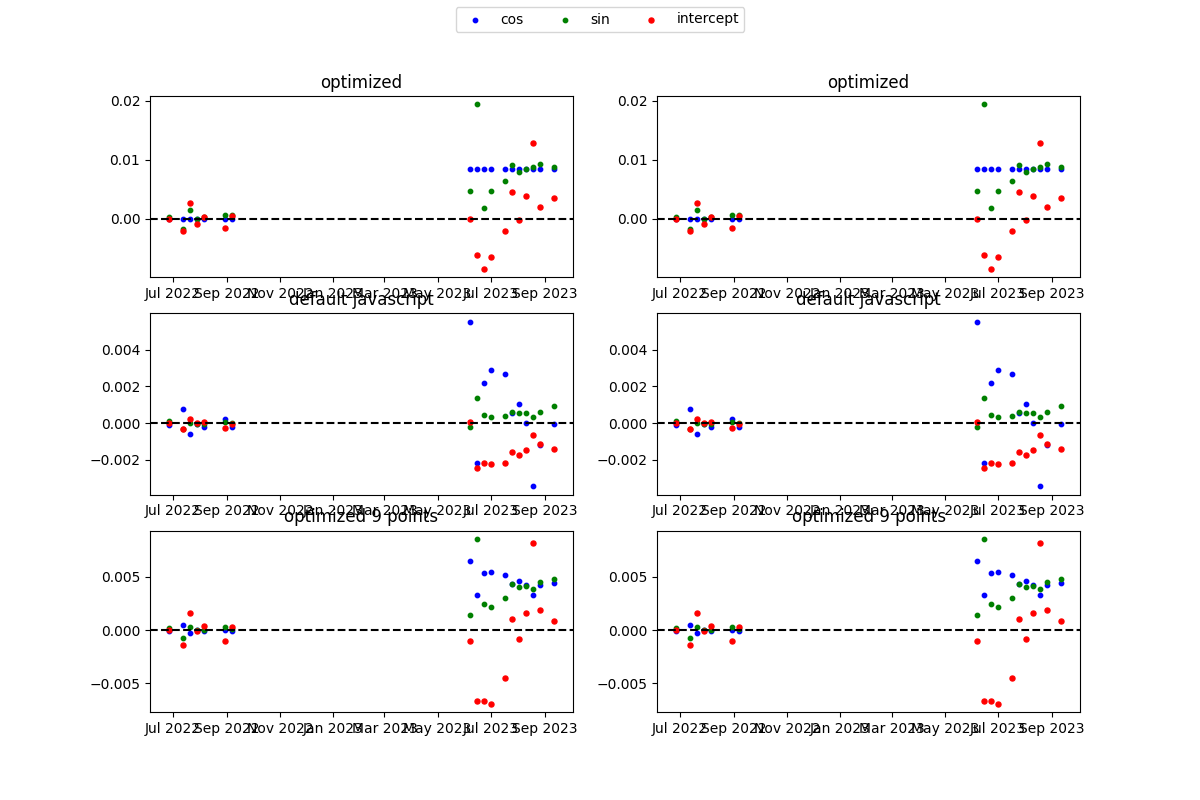 cos sin intercept
optimized optimized
0.02 0.02
0.01 0.01
0.00 0.00
Jul 2022 Sep 2022 Nov 2022 Jan 2023 Mar 2023 May 2023 Jul 2023 Sep 2023 Jul 2022 Sep 2022 Nov 2022 Jan 2023 Mar 2023 May 2023 Jul 2023 Sep 2023
default javascript default javascript
0.004 0.004
0.002 0.002
0.000 0.000
−0.002 −0.002
Jul 2022 Sep 2022 Nov 2022 Jan 2023 Mar 2023 May 2023 Jul 2023 Sep 2023 Jul 2022 Sep 2022 Nov 2022 Jan 2023 Mar 2023 May 2023 Jul 2023 Sep 2023
optimized 9 points optimized 9 points
0.005 0.005
0.000 0.000
−0.005 −0.005
Jul 2022 Sep 2022 Nov 2022 Jan 2023 Mar 2023 May 2023 Jul 2023 Sep 2023 Jul 2022 Sep 2022 Nov 2022 Jan 2023 Mar 2023 May 2023 Jul 2023 Sep 2023